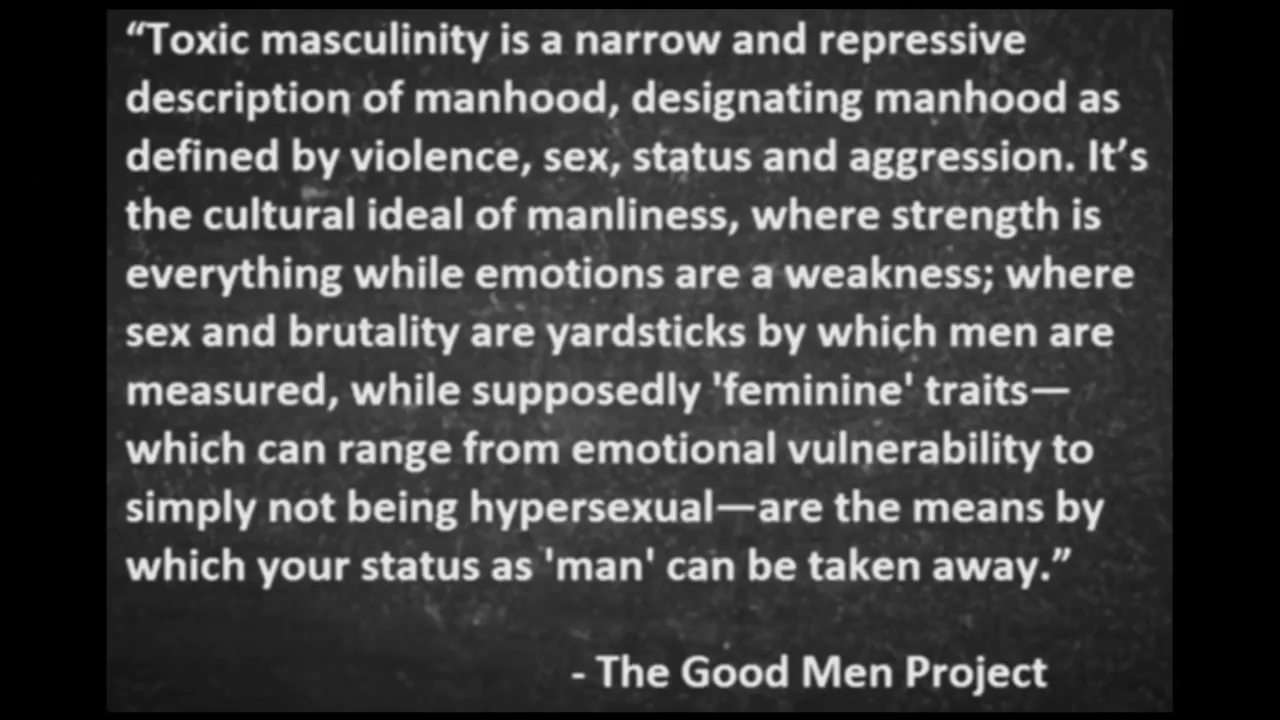 “Toxic masculinity is a narrow and repressive
description of manhood, designating manhood as
defined by violence, sex, status and aggression. It’s
the cultural ideal of manliness, where strength is
everything while emotions are a weakness; where
sex and brutality are yardsticks by which men are
measured, while supposedly 'feminine' traits—
which can range from emotional vulnerability to
simply not being hypersexual—are the means by
which your status as 'man' can be taken away.”
- The Good Men Project